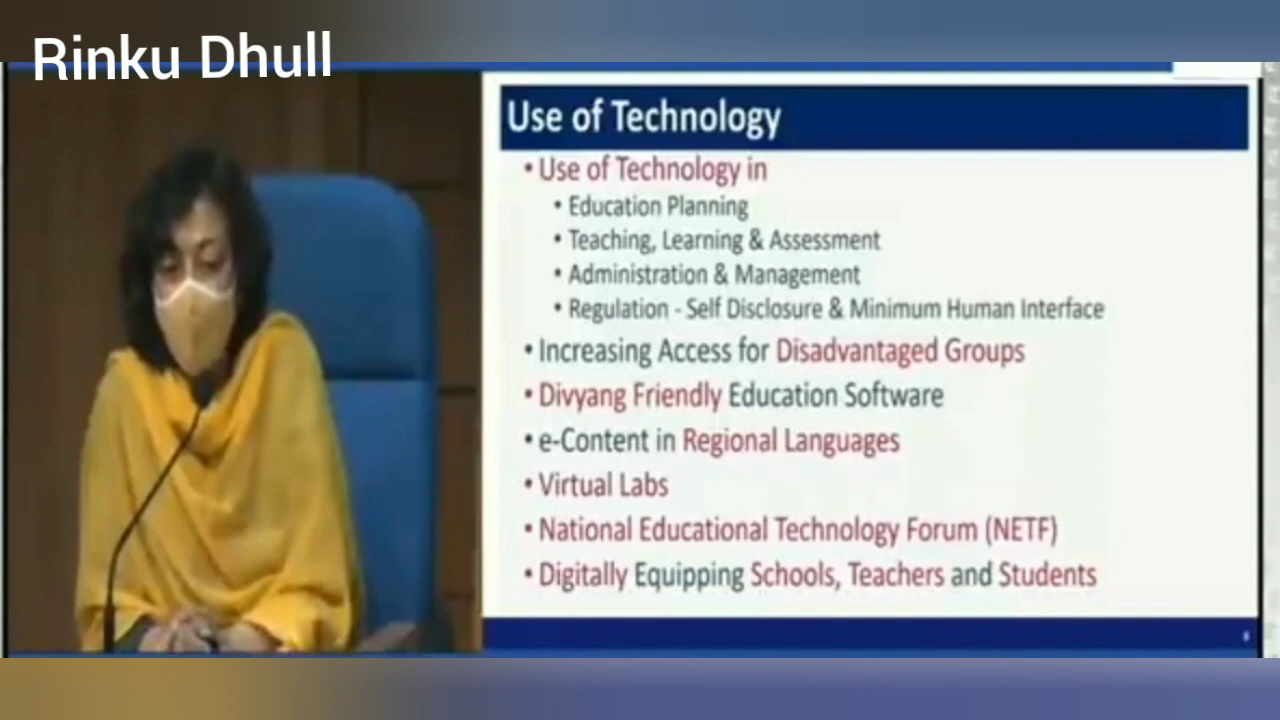 Rinku Dhull
Use of Technology
• Use of Technology in
• Education Planning
• Teaching, Learning & Assessment
• Administration & Management
• Regulation - Self Disclosure & Minimum Human Interface
• Increasing Access for Disadvantaged Groups
• Divyang Friendly Education Software
• e-Content in Regional Languages
• Virtual Labs
• National Educational Technology Forum (NETF)
• Digitally Equipping Schools, Teachers and Students